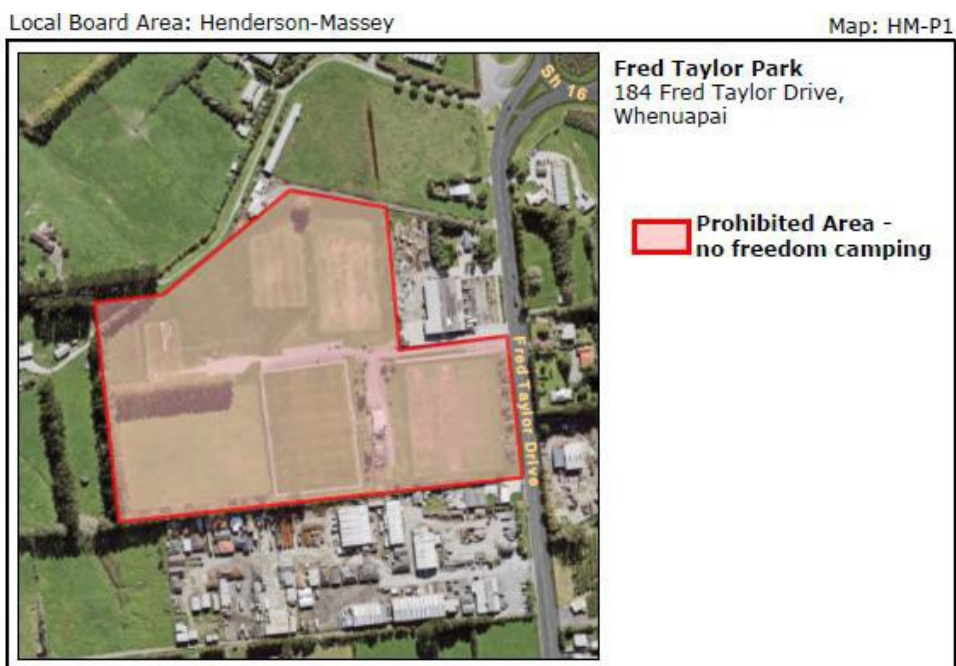 Local Board Area: Henderson-Massey
Map: HM-P1
Fred Taylor Park
184 Fred Taylor Drive,
Whenuapai
Prohibited Area -
no freedom camping
Sh 16
Fred Taylor Drive